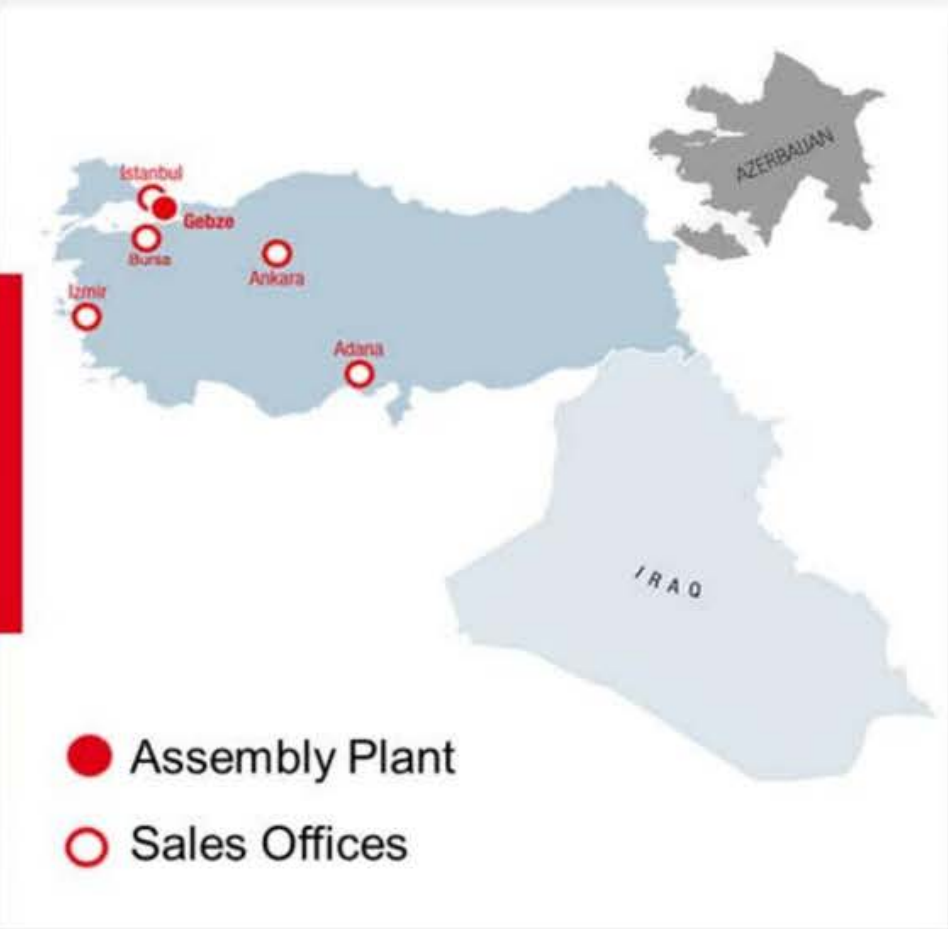 AZERBAIJAN
Istanbul
Gebze
Bursa
Ankara
Izmir
Adana
IRAQ
Assembly Plant
Sales Offices